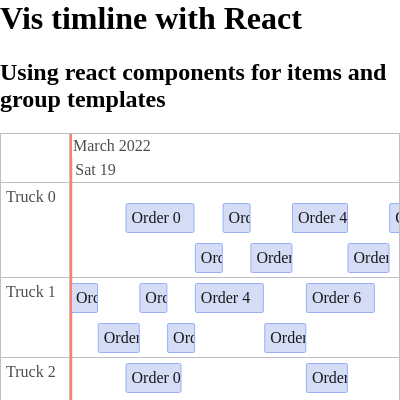 Vis timline with React
Using react components for items and
group templates
March 2022
Sat 19
Truck 0
Order 0
Ord
Order 4
Ord
Order
Order
Truck 1
Ord
Ord
Order 4
Order 6
Order
Ord
Order
Truck 2
Order 0
Order